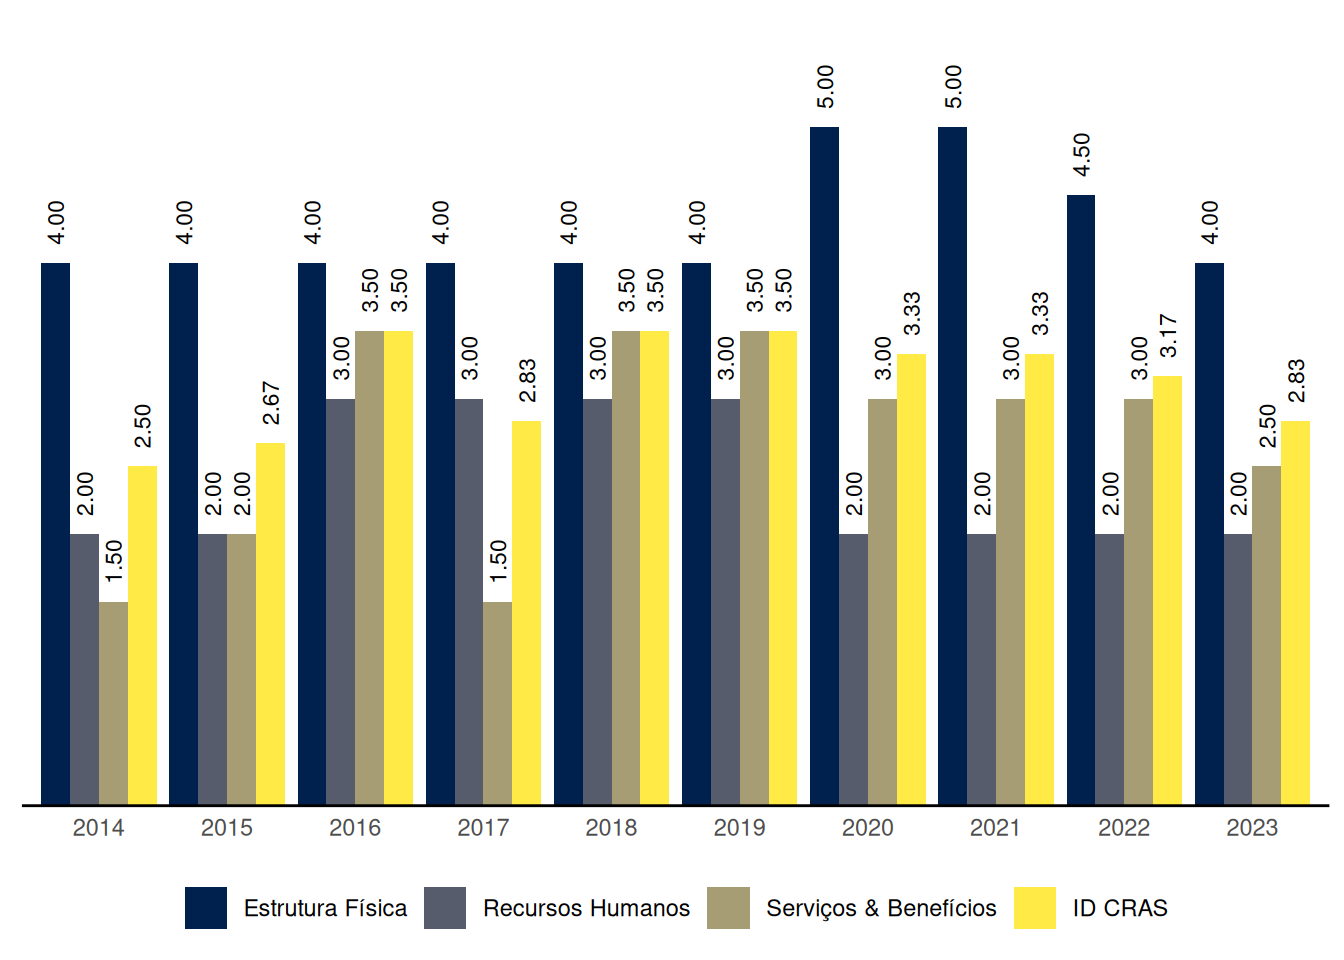 4.00 2.00 1.50 2.50
4.00 2.00 2.00 2.67
4.00 3.00 3.50 3.50
4.00 3.00 1.50 2.83
4.00 3.00 3.50 3.50
4.00 3.00 3.50 3.50
5.00 2.00 3.00 3.33
5.00 2.00 3.00 3.33
4.50 2.00 3.00 3.17
4.00 2.00 2.50 2.83
2014 2015 2016 2017 2018 2019 2020 2021 2022 2023
Estrutura Física Recursos Humanos Serviços & Benefícios ID CRAS